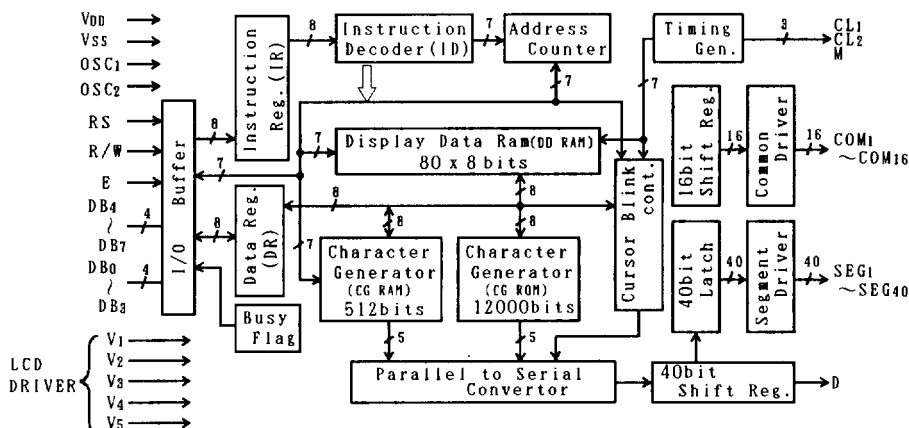 VDD
VSS
OSC1
OSC2
RS
R/W
E
DB4
~
DB7
DB0
~
DB3
4
4
I/O Buffer
8
7
8
Instruction
Reg. (IR)
8
Instruction
Decoder(ID)
7
Address
Counter
7
Timing
Gen.
3
CL1
CL2
M
7
7
Display Data Ram(DD RAM)
80 x 8 bits
8
8
Data Reg.
(DR)
7
8
8
Character
Generator
(CG RAM)
512bits
Character
Generator
(CG ROM)
12000bits
Cursor Blink
cont.
16bit
Shift Reg.
16
Common
Driver
16
COM1
~COM16
40bit
Latch
40
Segment
Driver
40
SEG1
~SEG40
Busy
Flag
5
5
Parallel to Serial
Convertor
40bit
Shift Reg.
D
LCD
DRIVER
V1
V2
V3
V4
V5